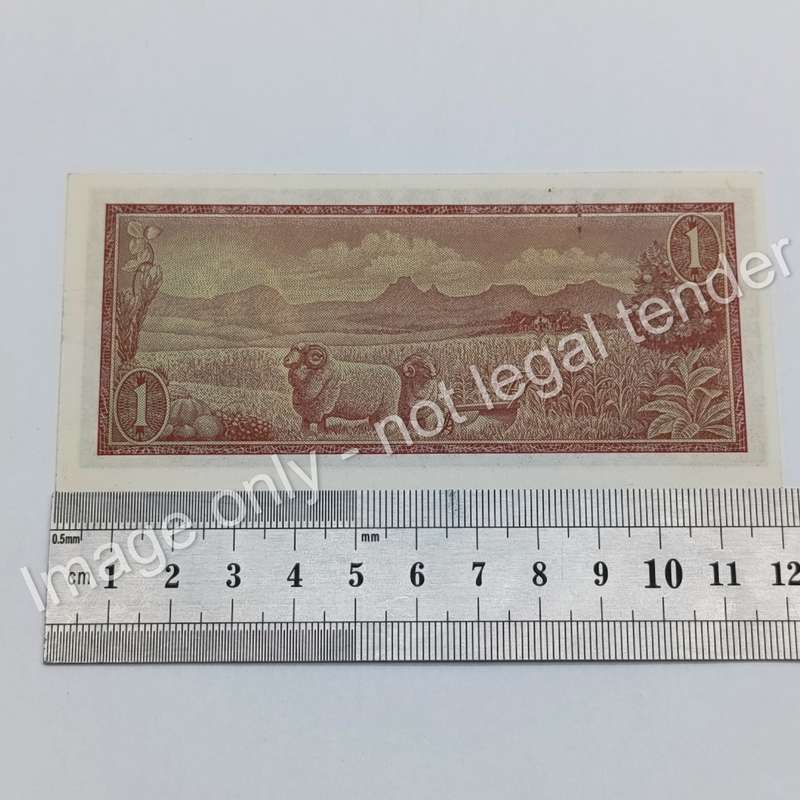 1
1
Image only - not legal tender
0.5mm mm
cm 1 2 3 4 5 6 7 8 9 10 11 12